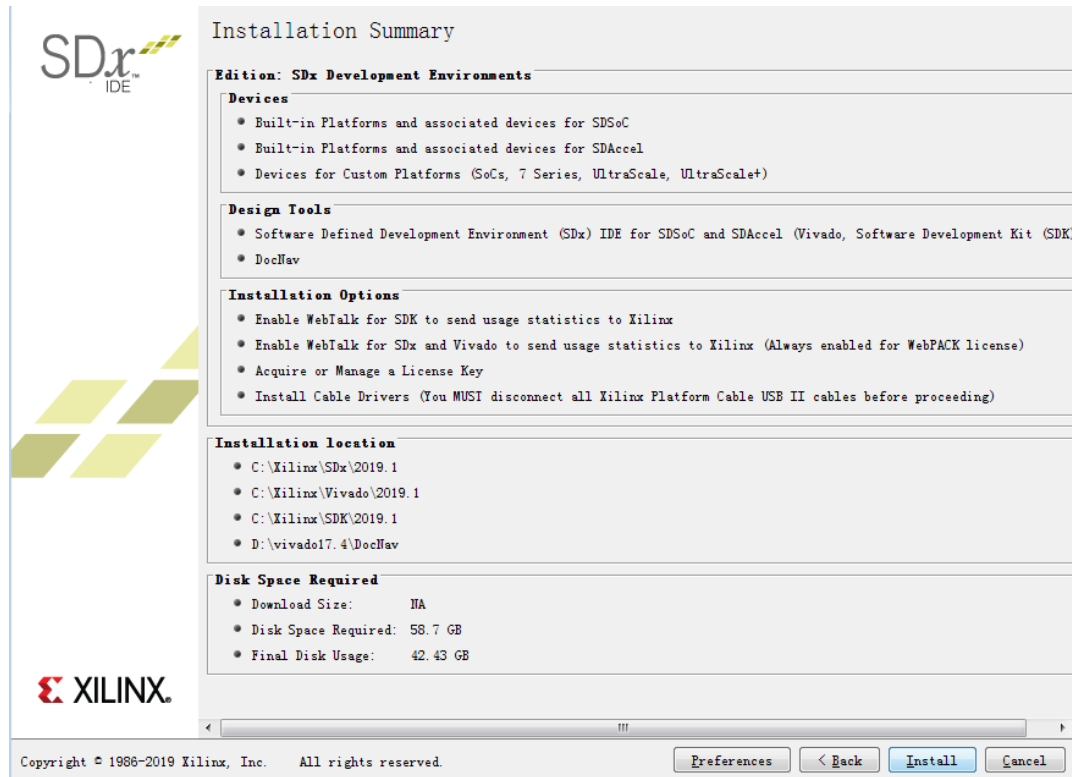 SDx™
IDE
Installation Summary
Edition: SDx Development Environments
Devices
Built-in Platforms and associated devices for SDSoC
Built-in Platforms and associated devices for SDAccel
Devices for Custom Platforms (SoCs, 7 Series, UltraScale, UltraScale+)
Design Tools
Software Defined Development Environment (SDx) IDE for SDSoC and SDAccel (Vivado, Software Development Kit (SDK)
DocNav
Installation Options
Enable WebTalk for SDK to send usage statistics to Xilinx
Enable WebTalk for SDx and Vivado to send usage statistics to Xilinx (Always enabled for WebPACK license)
Acquire or Manage a License Key
Install Cable Drivers (You MUST disconnect all Xilinx Platform Cable USB II cables before proceeding)
Installation location
C:\Xilinx\SDx\2019.1
C:\Xilinx\Vivado\2019.1
C:\Xilinx\SDK\2019.1
D:\vivado17.4\DocNav
Disk Space Required
Download Size: NA
Disk Space Required: 58.7 GB
Final Disk Usage: 42.43 GB
XILINX.
Copyright © 1986-2019 Xilinx, Inc. All rights reserved.
Preferences < Back Install Cancel